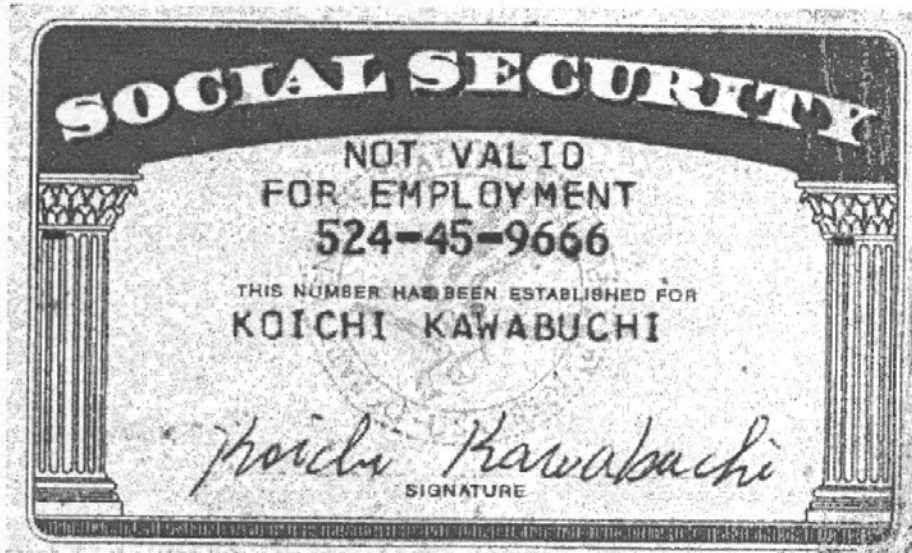 SOCIAL SECURITY
NOT VALID
FOR EMPLOYMENT
524-45-9666
THIS NUMBER HAS BEEN ESTABLISHED FOR
KOICHI KAWABUCHI
Koichi Kawabuchi
SIGNATURE